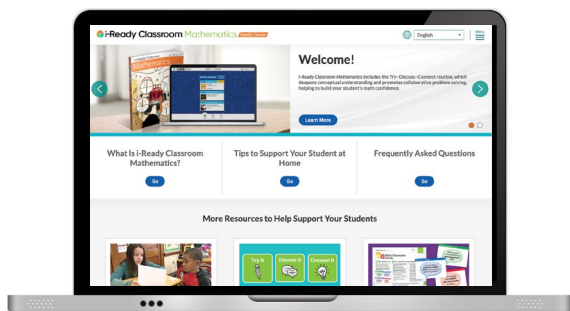 i-Ready Classroom Mathematics Family Center
English
Menu
Mathematics
Welcome!
i-Ready Classroom Mathematics includes the Try–Discuss–Connect routine, which
deepens conceptual understanding and promotes collaborative problem solving,
helping to build your student's math confidence.
Learn More
What Is i-Ready Classroom
Mathematics?
Go
Tips to Support Your Student at
Home
Go
Frequently Asked Questions
Go
More Resources to Help Support Your Students
Try It
Discuss It
Connect It